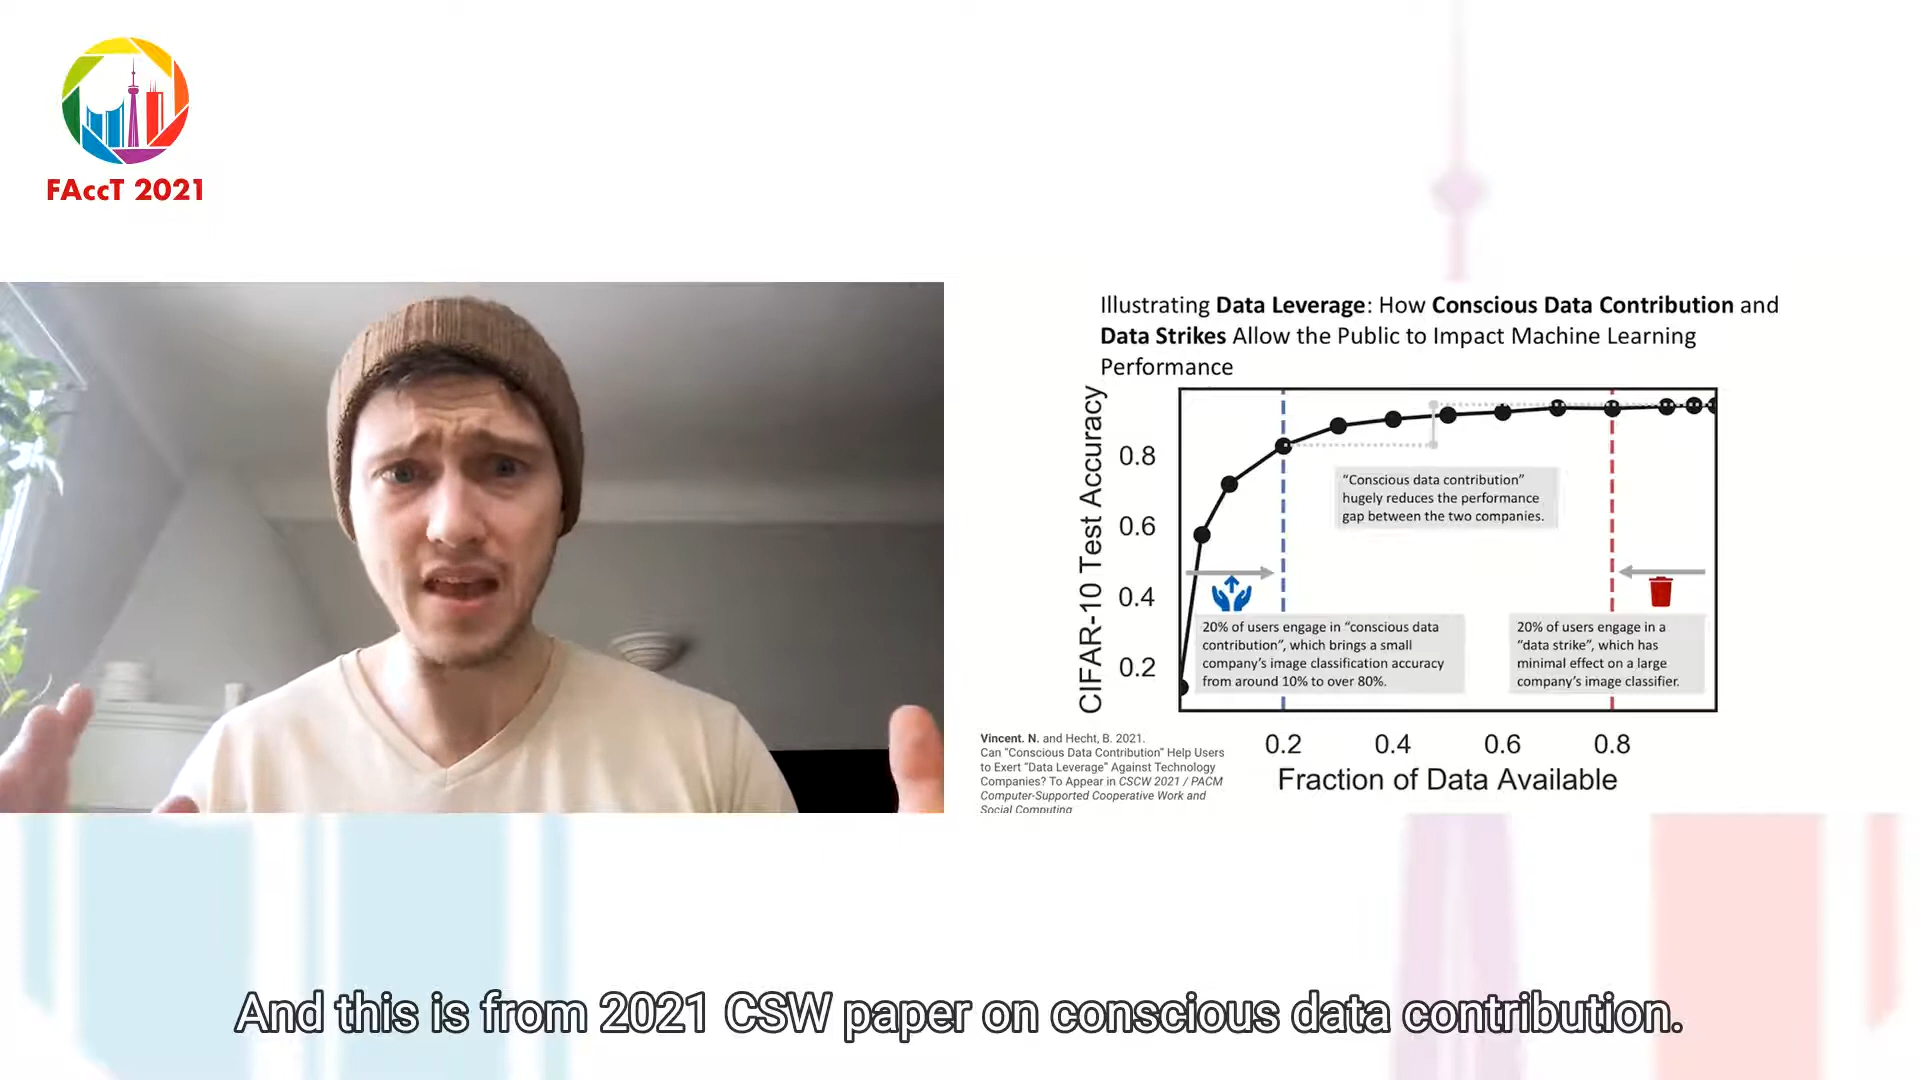 FAccT 2021
Illustrating Data Leverage: How Conscious Data Contribution and
Data Strikes Allow the Public to Impact Machine Learning
Performance
CIFAR-10 Test Accuracy
0.8
0.6
0.4
0.2
"Conscious data contribution"
hugely reduces the performance
gap between the two companies.
20% of users engage in "conscious data
contribution", which brings a small
company's image classification accuracy
from around 10% to over 80%.
20% of users engage in a
"data strike", which has
minimal effect on a large
company's image classifier.
0.2 0.4 0.6 0.8
Fraction of Data Available
Vincent. N. and Hecht, B. 2021.
Can "Conscious Data Contribution" Help Users
to Exert "Data Leverage" Against Technology
Companies? To Appear in CSCW 2021 / PACM
Computer-Supported Cooperative Work and
Social Computing
And this is from 2021 CSW paper on conscious data contribution.